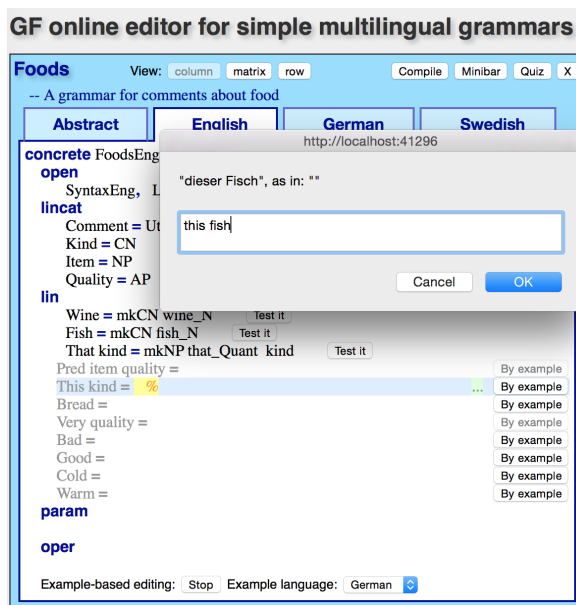 GF online editor for simple multilingual grammars
Foods View: column matrix row Compile Minibar Quiz X
-- A grammar for comments about food
Abstract English German Swedish
http://localhost:41296
concrete FoodsEng
"dieser Fisch", as in: ""
open
SyntaxEng, L
this fish
lincat
Comment = Ut
Kind = CN
Item = NP
Quality = AP
Cancel OK
lin
Wine = mkCN wine_N Test it
Fish = mkCN fish_N Test it
That kind = mkNP that_Quant kind Test it
Pred item quality = By example
This kind = % ... By example
Bread = By example
Very quality = By example
Bad = By example
Good = By example
Cold = By example
Warm = By example
param
oper
Example-based editing: Stop Example language: German